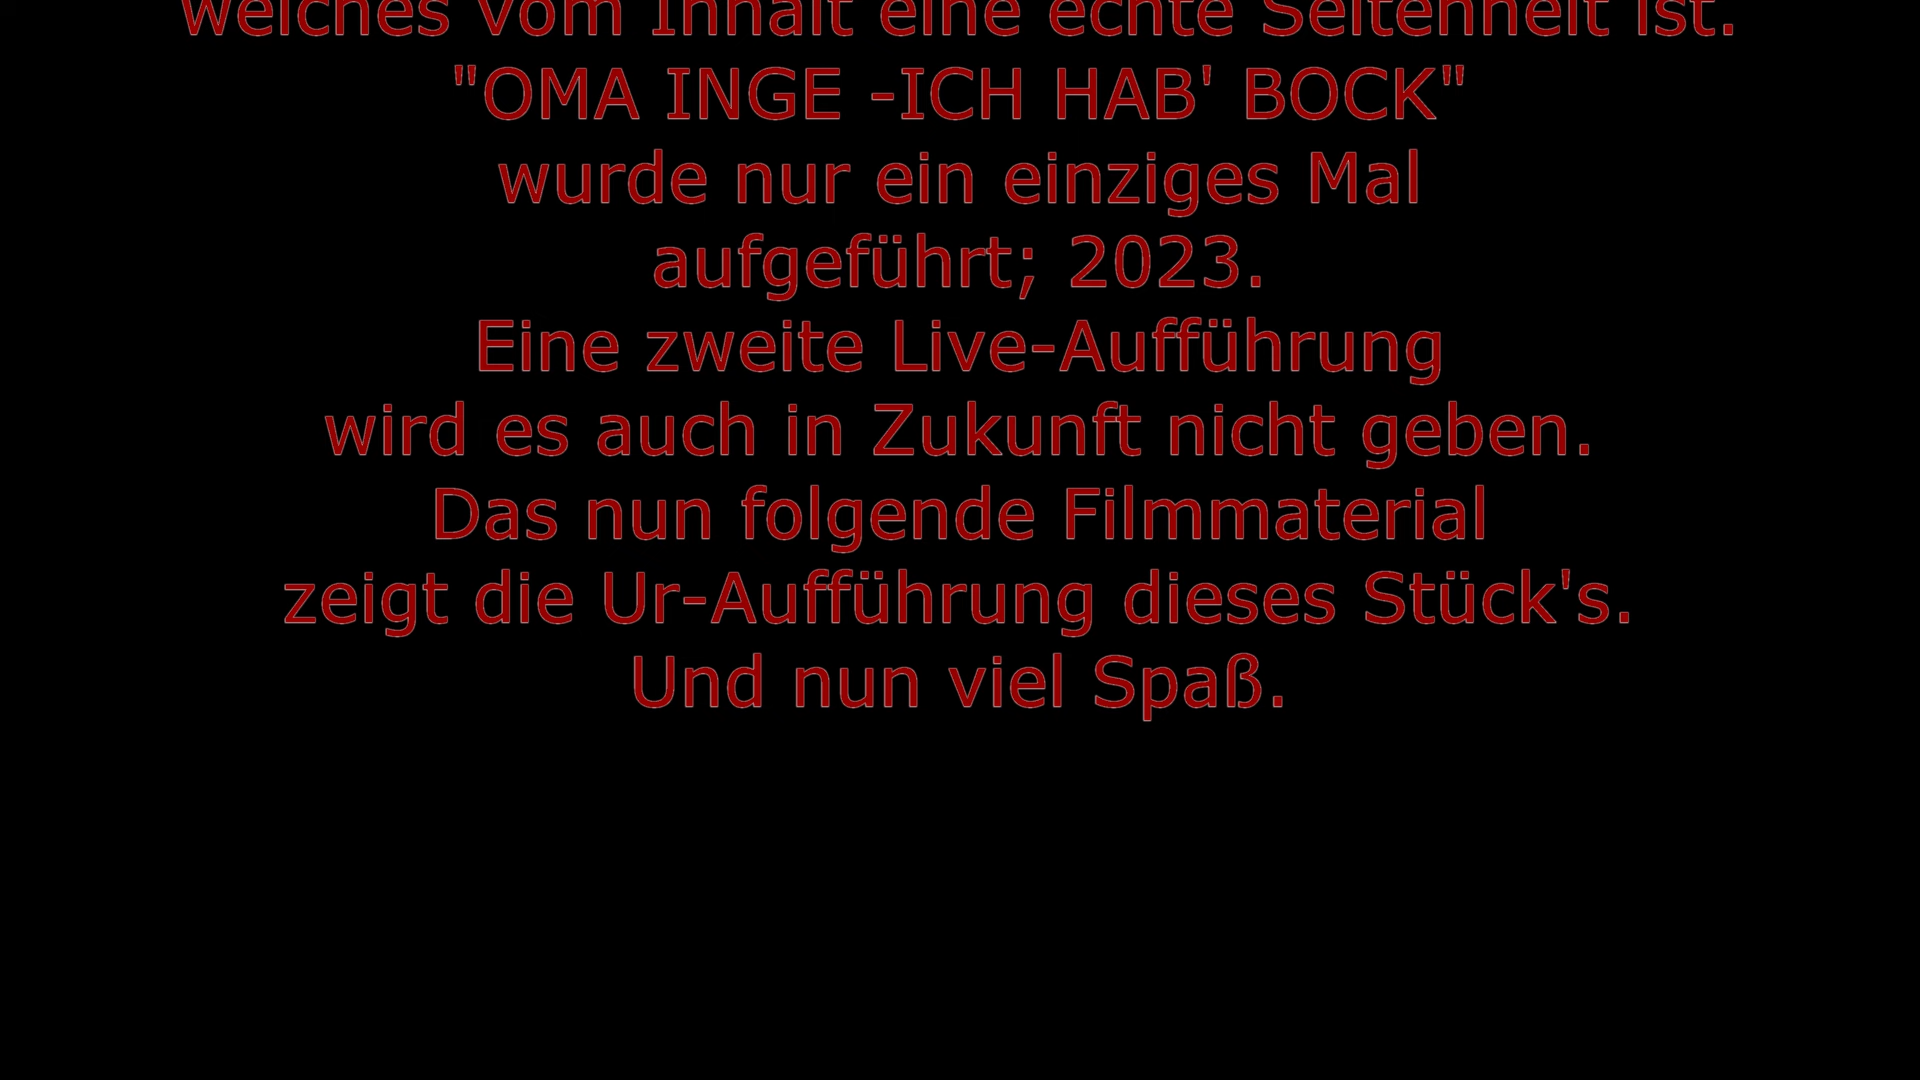 welches vom Inhalt eine echte Seltenheit ist.
"OMA INGE -ICH HAB' BOCK"
wurde nur ein einziges Mal
aufgeführt; 2023.
Eine zweite Live-Aufführung
wird es auch in Zukunft nicht geben.
Das nun folgende Filmmaterial
zeigt die Ur-Aufführung dieses Stück's.
Und nun viel Spaß.